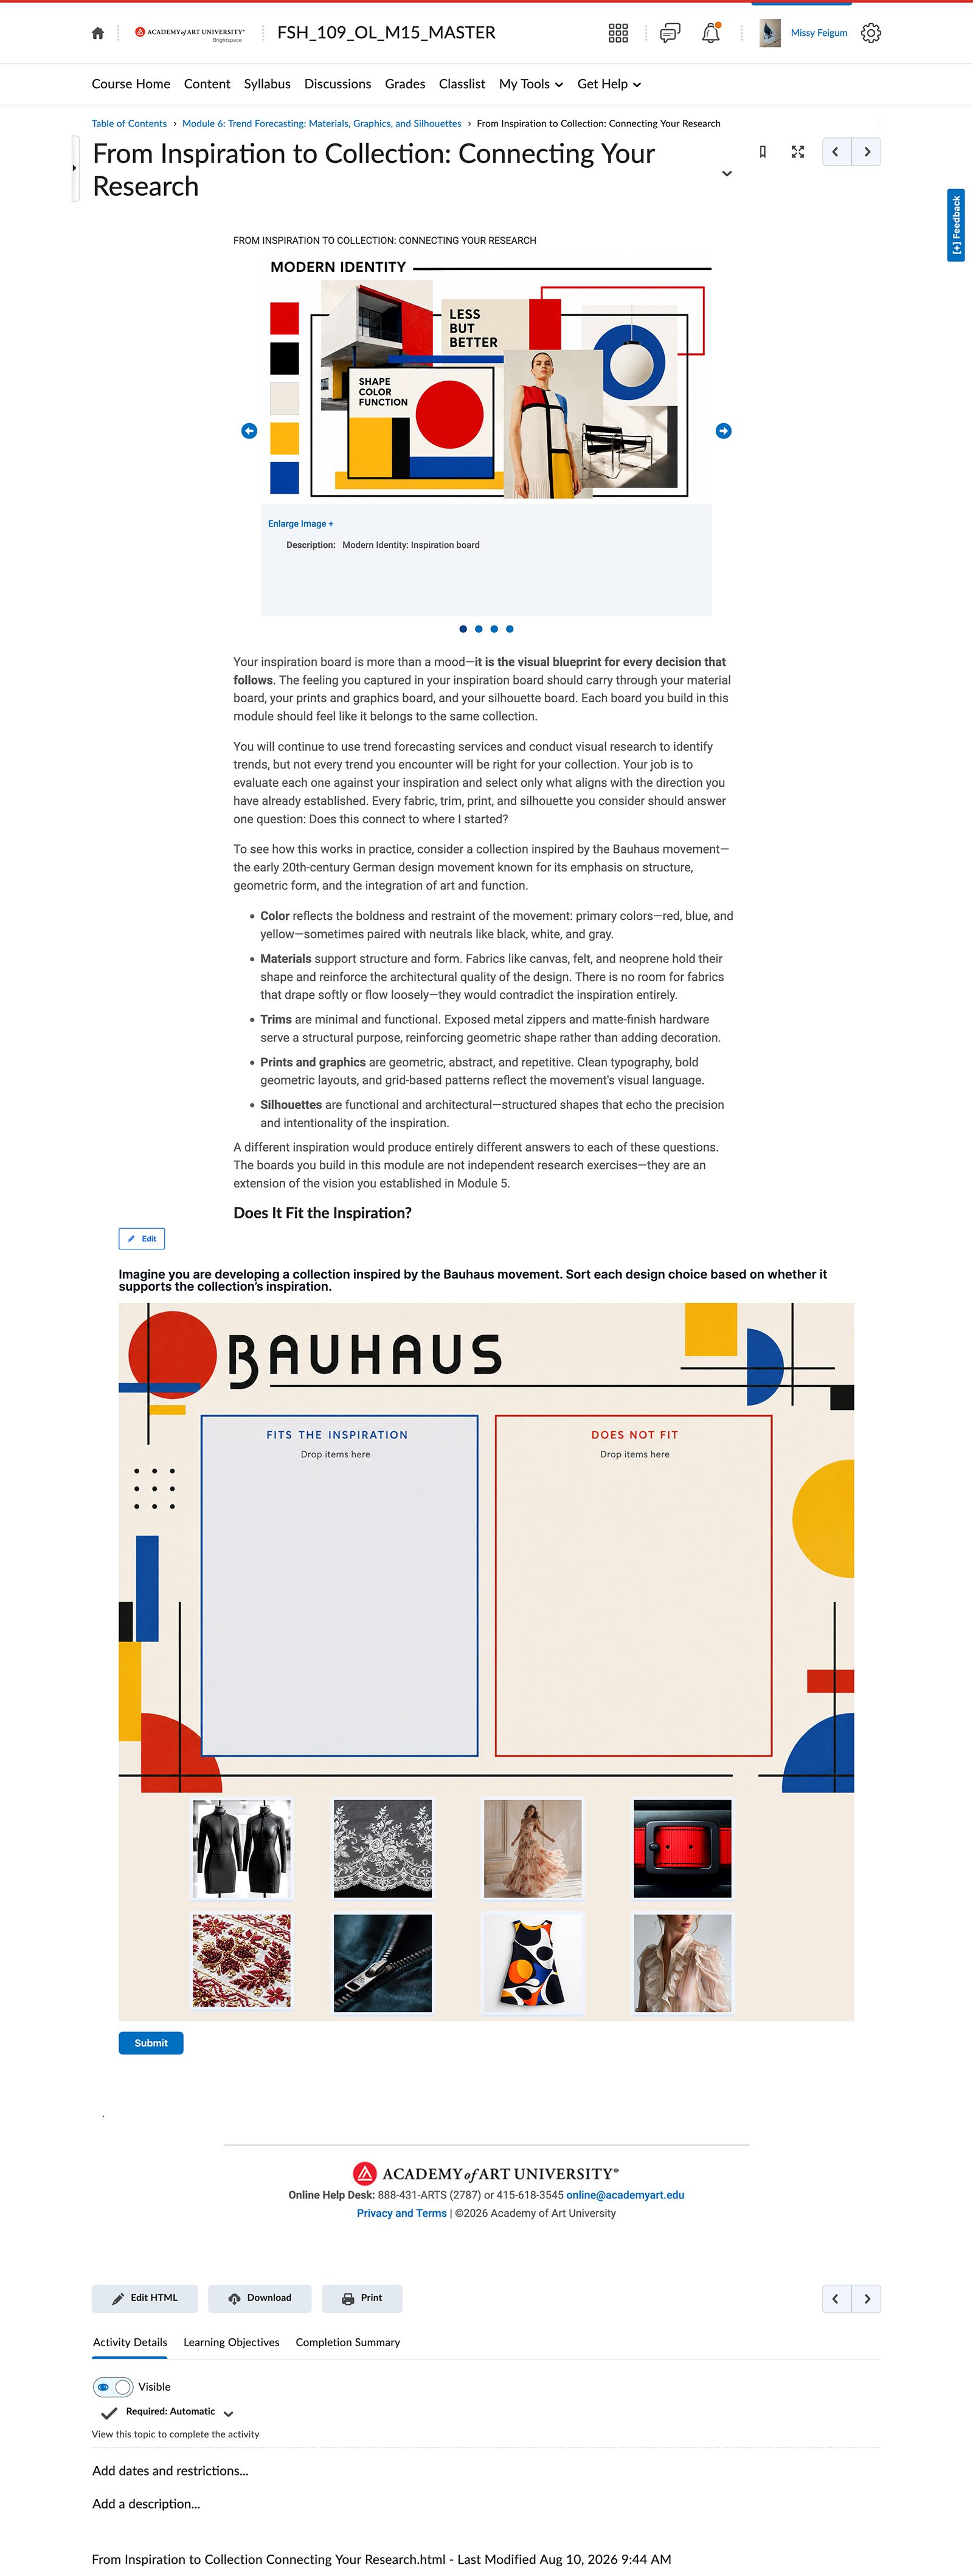 ACADEMY of ART UNIVERSITY®
Brightspace
FSH_109_OL_M15_MASTER
Missy Feigum
Course Home
Content
Syllabus
Discussions
Grades
Classlist
My Tools
Get Help
Table of Contents › Module 6: Trend Forecasting: Materials, Graphics, and Silhouettes › From Inspiration to Collection: Connecting Your Research
From Inspiration to Collection: Connecting Your
Research
[+] Feedback
FROM INSPIRATION TO COLLECTION: CONNECTING YOUR RESEARCH
MODERN IDENTITY
LESS
BUT
BETTER
SHAPE
COLOR
FUNCTION
Enlarge Image +
Description: Modern Identity: Inspiration board
Your inspiration board is more than a mood—it is the visual blueprint for every decision that
follows. The feeling you captured in your inspiration board should carry through your material
board, your prints and graphics board, and your silhouette board. Each board you build in this
module should feel like it belongs to the same collection.
You will continue to use trend forecasting services and conduct visual research to identify
trends, but not every trend you encounter will be right for your collection. Your job is to
evaluate each one against your inspiration and select only what aligns with the direction you
have already established. Every fabric, trim, print, and silhouette you consider should answer
one question: Does this connect to where I started?
To see how this works in practice, consider a collection inspired by the Bauhaus movement—
the early 20th-century German design movement known for its emphasis on structure,
geometric form, and the integration of art and function.
• Color reflects the boldness and restraint of the movement: primary colors—red, blue, and
yellow—sometimes paired with neutrals like black, white, and gray.
• Materials support structure and form. Fabrics like canvas, felt, and neoprene hold their
shape and reinforce the architectural quality of the design. There is no room for fabrics
that drape softly or flow loosely—they would contradict the inspiration entirely.
• Trims are minimal and functional. Exposed metal zippers and matte-finish hardware
serve a structural purpose, reinforcing geometric shape rather than adding decoration.
• Prints and graphics are geometric, abstract, and repetitive. Clean typography, bold
geometric layouts, and grid-based patterns reflect the movement's visual language.
• Silhouettes are functional and architectural—structured shapes that echo the precision
and intentionality of the inspiration.
A different inspiration would produce entirely different answers to each of these questions.
The boards you build in this module are not independent research exercises—they are an
extension of the vision you established in Module 5.
Does It Fit the Inspiration?
Edit
Imagine you are developing a collection inspired by the Bauhaus movement. Sort each design choice based on whether it
supports the collection’s inspiration.
BAUHAUS
FITS THE INSPIRATION
Drop items here
DOES NOT FIT
Drop items here
Submit
.
ACADEMY of ART UNIVERSITY®
Online Help Desk: 888-431-ARTS (2787) or 415-618-3545 online@academyart.edu
Privacy and Terms | ©2026 Academy of Art University
Edit HTML
Download
Print
Activity Details
Learning Objectives
Completion Summary
Visible
Required: Automatic
View this topic to complete the activity
Add dates and restrictions...
Add a description...
From Inspiration to Collection Connecting Your Research.html - Last Modified Aug 10, 2026 9:44 AM